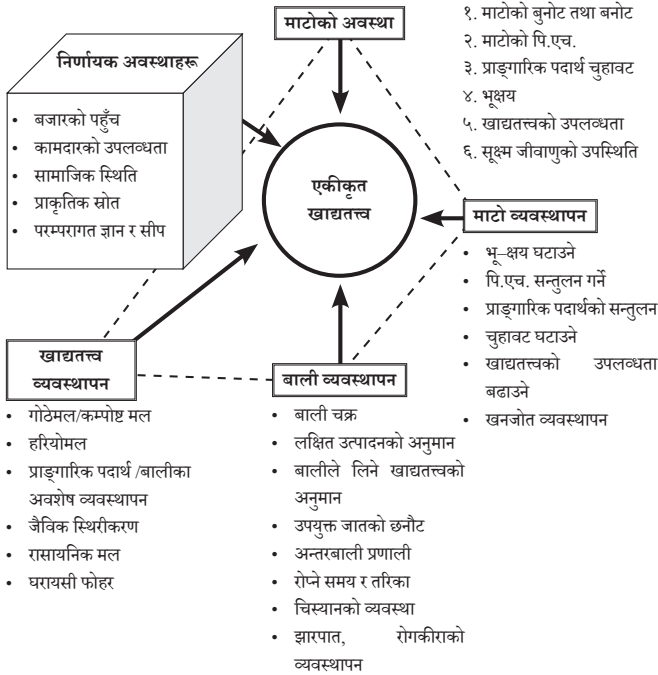 माटोको अवस्था
१. माटोको बुनोट तथा बनोट
२. माटोको पि.एच.
३. प्राङ्गारिक पदार्थ चुहावट
४. भूक्षय
५. खाद्यतत्त्वको उपलब्धता
६. सूक्ष्म जीवाणुको उपस्थिति
निर्णायक अवस्थाहरू
• बजारको पहुँच
• कामदारको उपलब्धता
• सामाजिक स्थिति
• प्राकृतिक स्रोत
• परम्परागत ज्ञान र सीप
एकीकृत
खाद्यतत्त्व
माटो व्यवस्थापन
• भू–क्षय घटाउने
• पि.एच. सन्तुलन गर्ने
• प्राङ्गारिक पदार्थको सन्तुलन
• चुहावट घटाउने
• खाद्यतत्त्वको उपलब्धता
बढाउने
• खनजोत व्यवस्थापन
खाद्यतत्त्व
व्यवस्थापन
• गोठेमल/कम्पोष्ट मल
• हरियोमल
• प्राङ्गारिक पदार्थ /बालीका
अवशेष व्यवस्थापन
• जैविक स्थिरीकरण
• रासायनिक मल
• घरायसी फोहर
बाली व्यवस्थापन
• बाली चक्र
• लक्षित उत्पादनको अनुमान
• बालीले लिने खाद्यतत्त्वको
अनुमान
• उपयुक्त जातको छनौट
• अन्तरबाली प्रणाली
• रोप्ने समय र तरिका
• चिस्यानको व्यवस्था
• झारपात, रोगकीराको
व्यवस्थापन